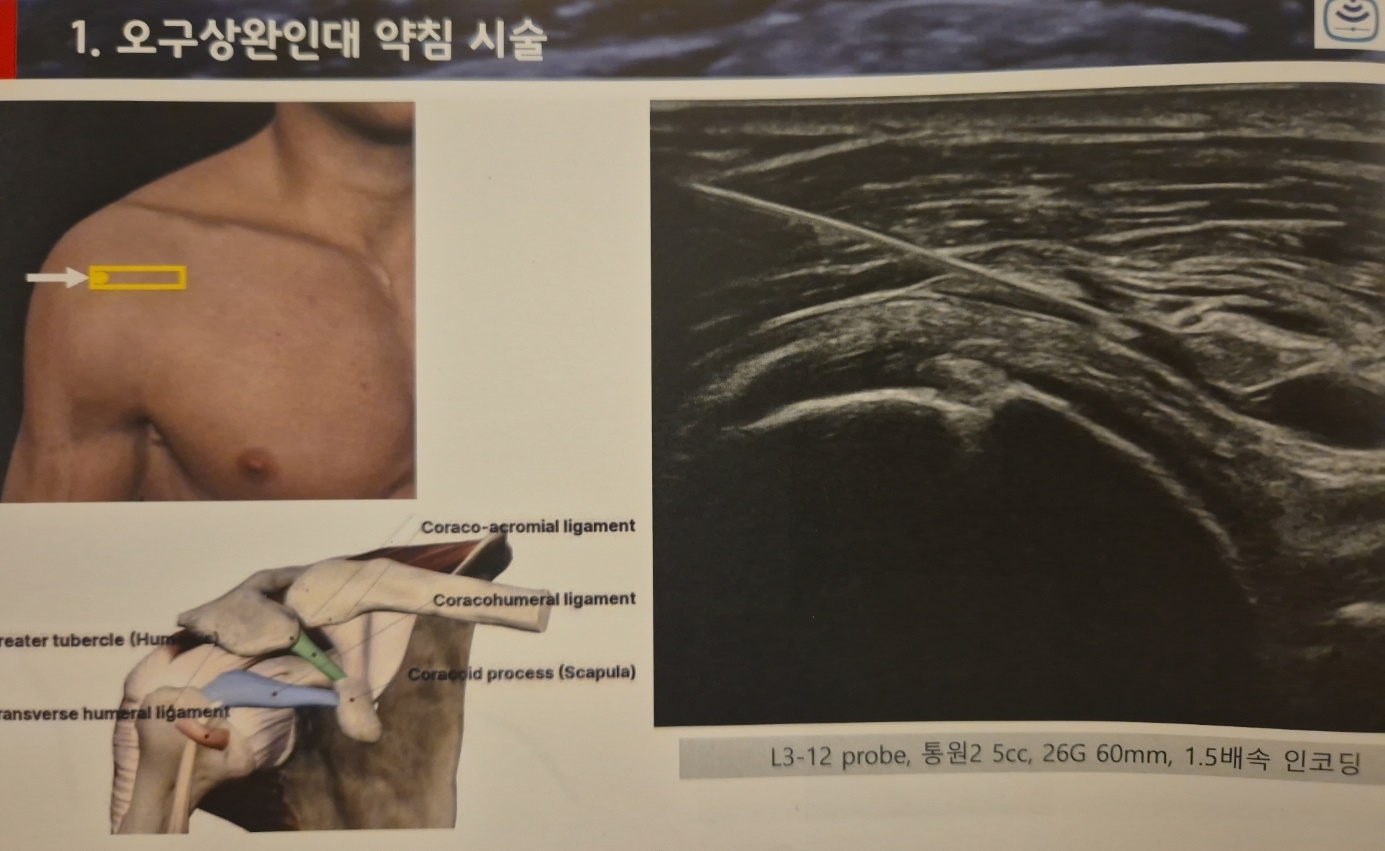 1. 오구상완인대 약침 시술
Coraco-acromial ligament
Coracohumeral ligament
reater tubercle (Humerus)
Coracoid process (Scapula)
ransverse humeral ligament
L3-12 probe, 통원2 5cc, 26G 60mm, 1.5배속 인코딩